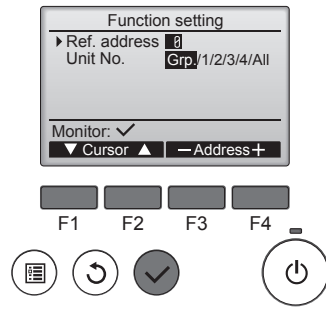 Function setting
Ref. address 0
Unit No. Grp./1/2/3/4/All
Monitor: ✓
▼ Cursor ▲ −Address+
F1 F2 F3 F4